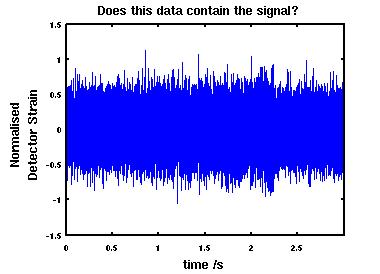 Does this data contain the signal?
1.5
1
0.5
0
-0.5
-1
-1.5
Normalised
Detector Strain
0 0.5 1 1.5 2 2.5
time /s